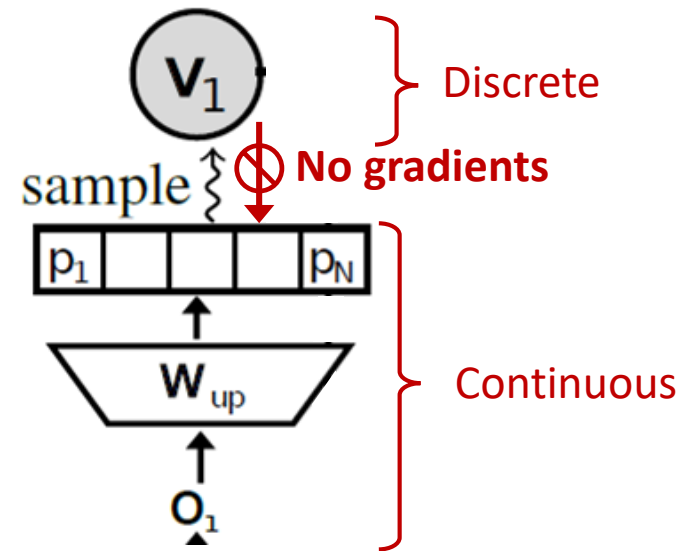 V1
Discrete
No gradients
sample
p1
pN
Wup
Continuous
O1